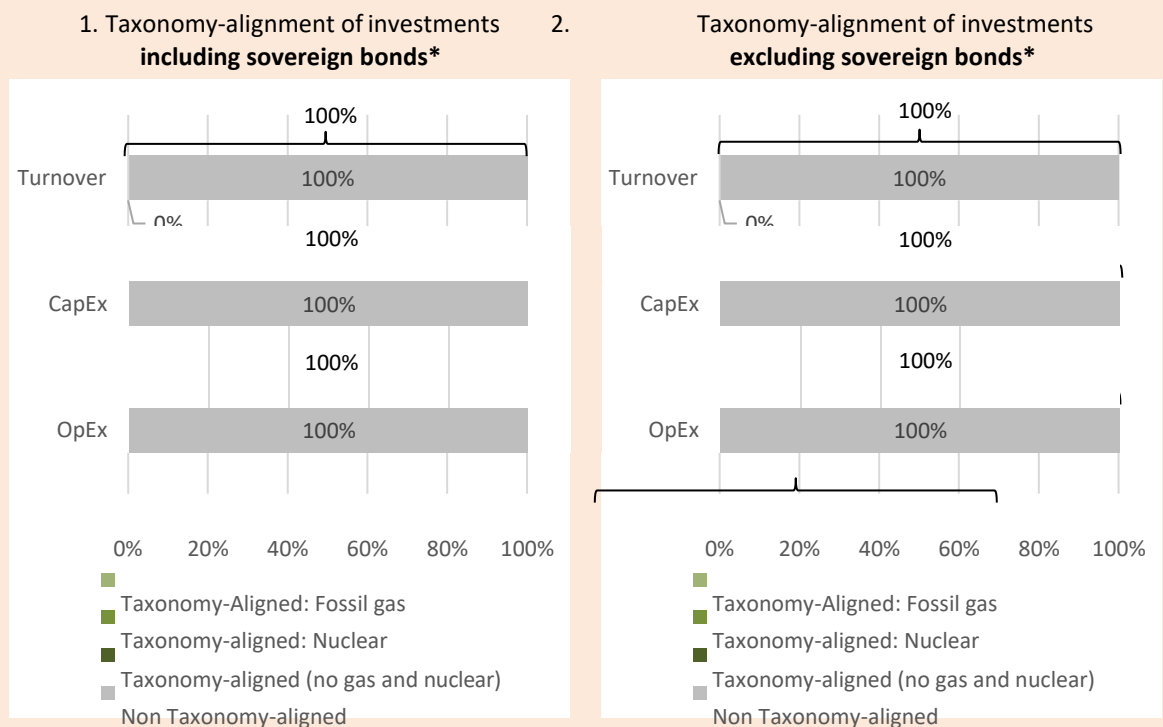 1. Taxonomy-alignment of investments
including sovereign bonds*
100%
Turnover
100%
0%
100%
CapEx
100%
100%
OpEx
100%
0% 20% 40% 60% 80% 100%
Taxonomy-Aligned: Fossil gas
Taxonomy-aligned: Nuclear
Taxonomy-aligned (no gas and nuclear)
Non Taxonomy-aligned
2. Taxonomy-alignment of investments
excluding sovereign bonds*
100%
Turnover
100%
0%
100%
CapEx
100%
100%
OpEx
100%
0% 20% 40% 60% 80% 100%
Taxonomy-Aligned: Fossil gas
Taxonomy-aligned: Nuclear
Taxonomy-aligned (no gas and nuclear)
Non Taxonomy-aligned